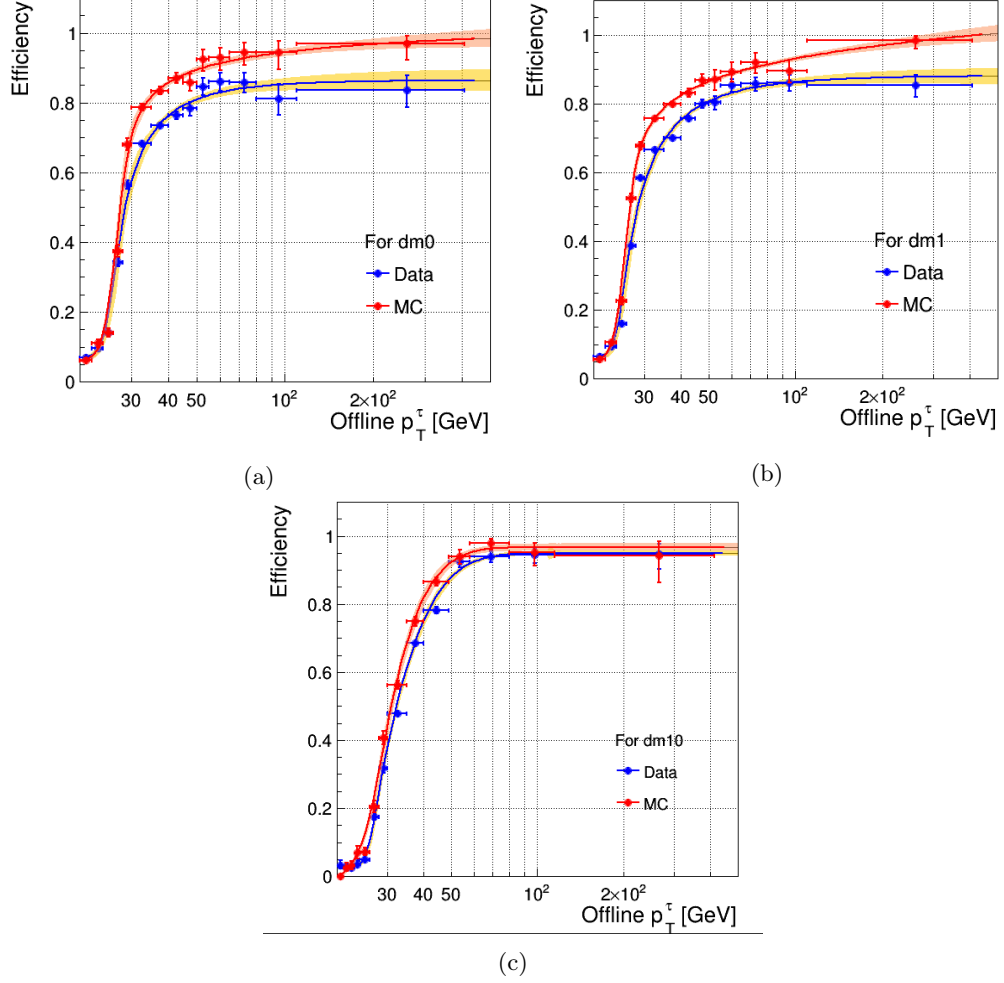 Efficiency
1
0.8
0.6
0.4
0.2
0
For dm0
Data
MC
30 40 50 10² 2×10²
Offline p_T^τ [GeV]
(a)
Efficiency
1
0.8
0.6
0.4
0.2
0
For dm1
Data
MC
30 40 50 10² 2×10²
Offline p_T^τ [GeV]
(b)
Efficiency
1
0.8
0.6
0.4
0.2
0
For dm10
Data
MC
30 40 50 10² 2×10²
Offline p_T^τ [GeV]
(c)